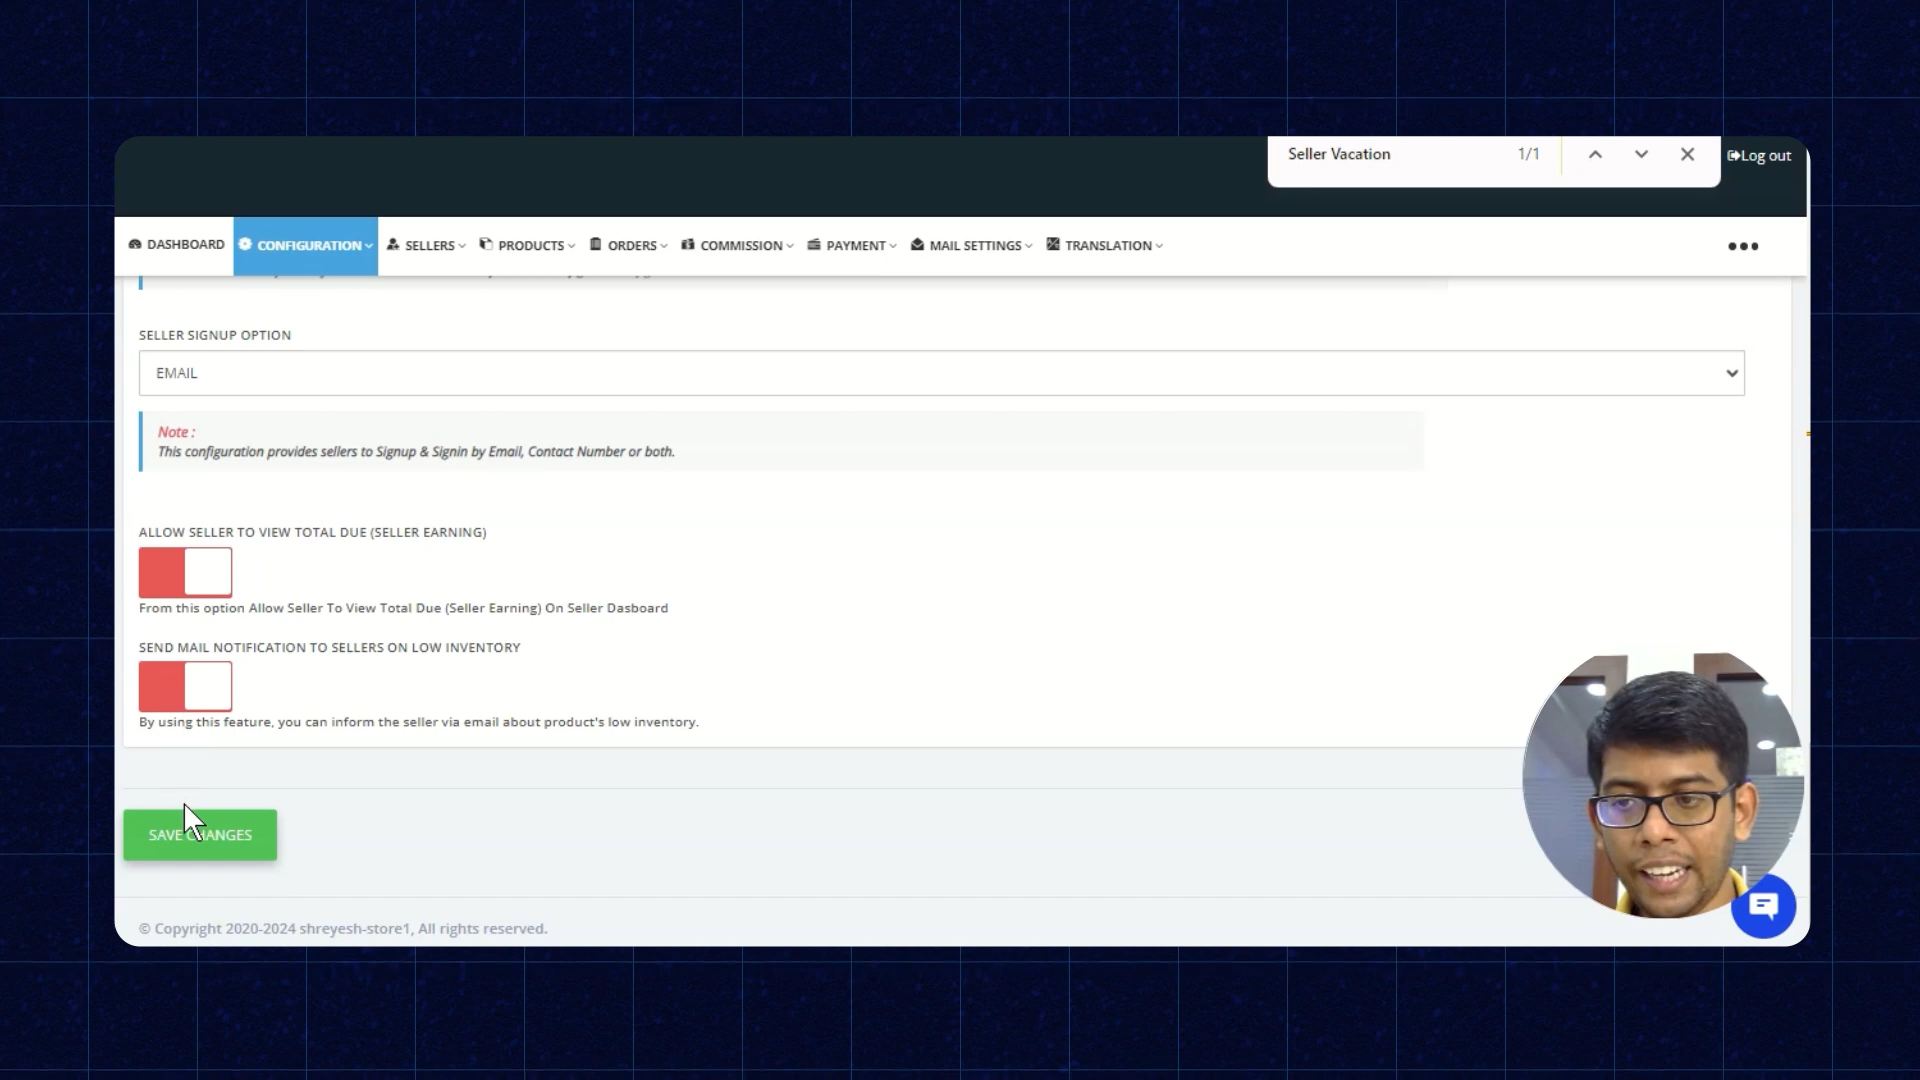 Seller Vacation 1/1
Log out
DASHBOARD CONFIGURATION SELLERS PRODUCTS ORDERS COMMISSION PAYMENT MAIL SETTINGS TRANSLATION
SELLER SIGNUP OPTION
EMAIL
Note :
This configuration provides sellers to Signup & Signin by Email, Contact Number or both.
ALLOW SELLER TO VIEW TOTAL DUE (SELLER EARNING)
From this option Allow Seller To View Total Due (Seller Earning) On Seller Dasboard
SEND MAIL NOTIFICATION TO SELLERS ON LOW INVENTORY
By using this feature, you can inform the seller via email about product's low inventory.
SAVE CHANGES
© Copyright 2020-2024 shreyesh-store1, All rights reserved.